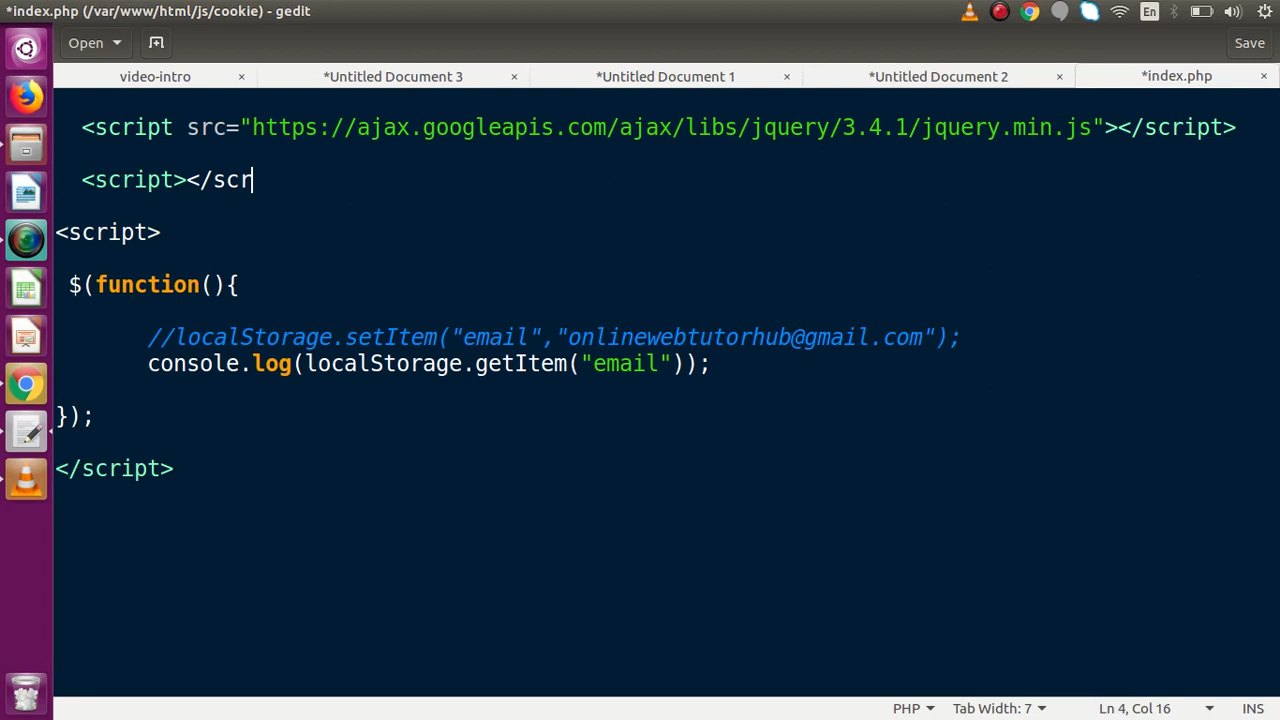 *index.php (/var/www/html/js/cookie) - gedit
En
Open
Save
video-intro × *Untitled Document 3 × *Untitled Document 1 × *Untitled Document 2 × *index.php ×
<script src="https://ajax.googleapis.com/ajax/libs/jquery/3.4.1/jquery.min.js"></script>
<script></scr
<script>
$(function(){
//localStorage.setItem("email","onlinewebtutorhub@gmail.com");
console.log(localStorage.getItem("email"));
});
</script>
PHP Tab Width: 7 Ln 4, Col 16 INS